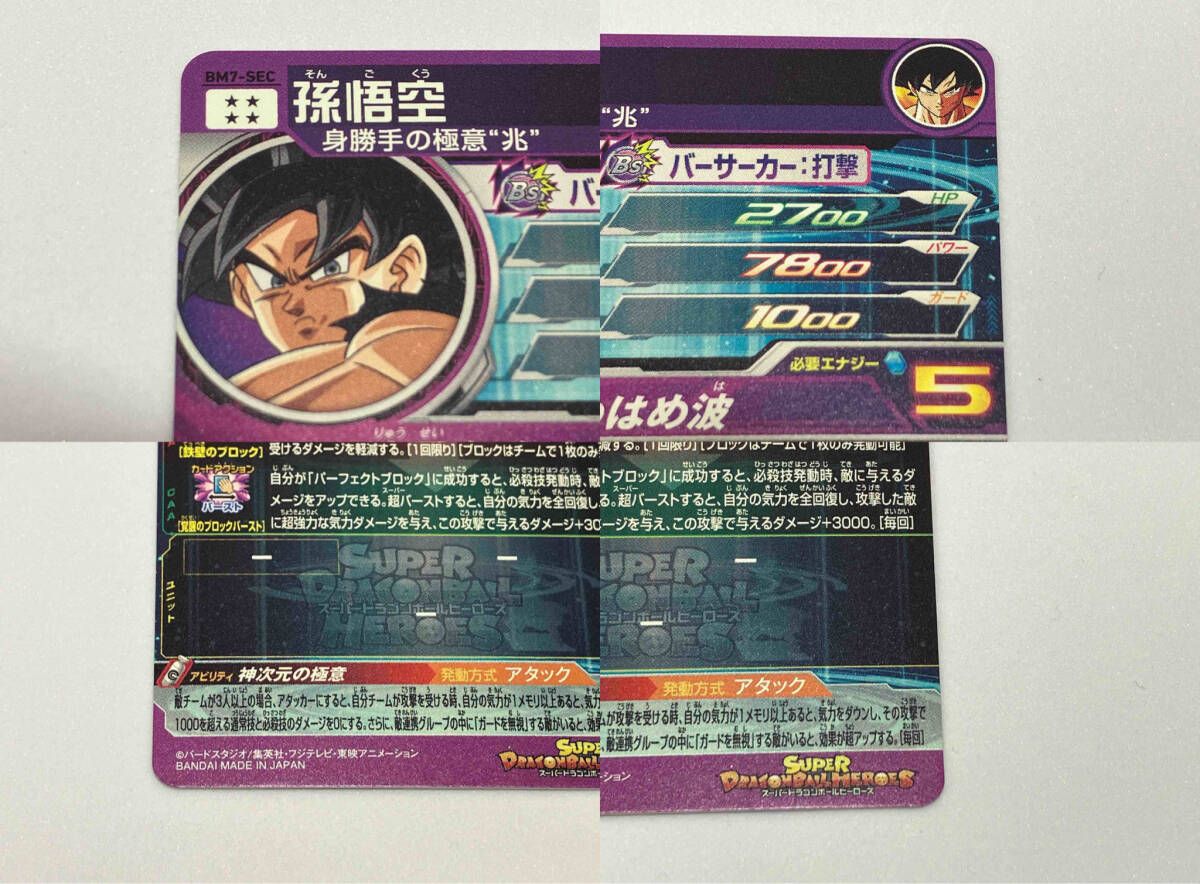 BM7-SEC
そん ご くう
孫悟空
身勝手の極意“兆”
Bs
バー
りゅう せい
兆”
Bs
バーサーカー:打撃
HP
2700
パワー
7800
ガード
1000
必要エナジー
5
は
はめ波
[鉄壁のブロック]
受けるダメージを軽減する。[1回限り][ブロックはチームで1枚のみ
カードアクション
バースト
[覚醒のブロックバースト]
自分が「パーフェクトブロック」に成功すると、必殺技発動時、敵に与えるダ
メージをアップできる。超バーストすると、自分の気力を全回復し、攻撃した敵
に超強力な気力ダメージを与え、この攻撃で与えるダメージ+300
CAA
ユニット
SUPER
DRAGONBALL
スーパードラゴンボールヒーローズ
HEROES
アビリティ 神次元の極意
発動方式 アタック
敵チームが3人以上の場合、アタッカーにすると、自分チームが攻撃を受ける時、自分の気力が1メモリ以上あると、気力
1000を超える通常技と必殺技のダメージを0にする。さらに、敵連携グループの中に「ガードを無視」する敵がいると、効果
©バードスタジオ/集英社・フジテレビ・東映アニメーション
BANDAI MADE IN JAPAN
SUPER
DRAGONBALL
スーパードラゴンボールヒー
減する。[1回限り][ブロックはチームで1枚のみ発動可能]
トブロック」に成功すると、必殺技発動時、敵に与えるダ
る。超バーストすると、自分の気力を全回復し、攻撃した敵
ージを与え、この攻撃で与えるダメージ+3000。[毎回]
SUPER
DRAGONBALL
ドラゴンボールヒーローズ
HEROES
発動方式 アタック
ムが攻撃を受ける時、自分の気力が1メモリ以上あると、気力をダウンし、その攻撃で
敵連携グループの中に「ガードを無視」する敵がいると、効果が超アップする。[毎回]
ション
SUPER
DRAGONBALL HEROES
スーパードラゴンボールヒーローズ